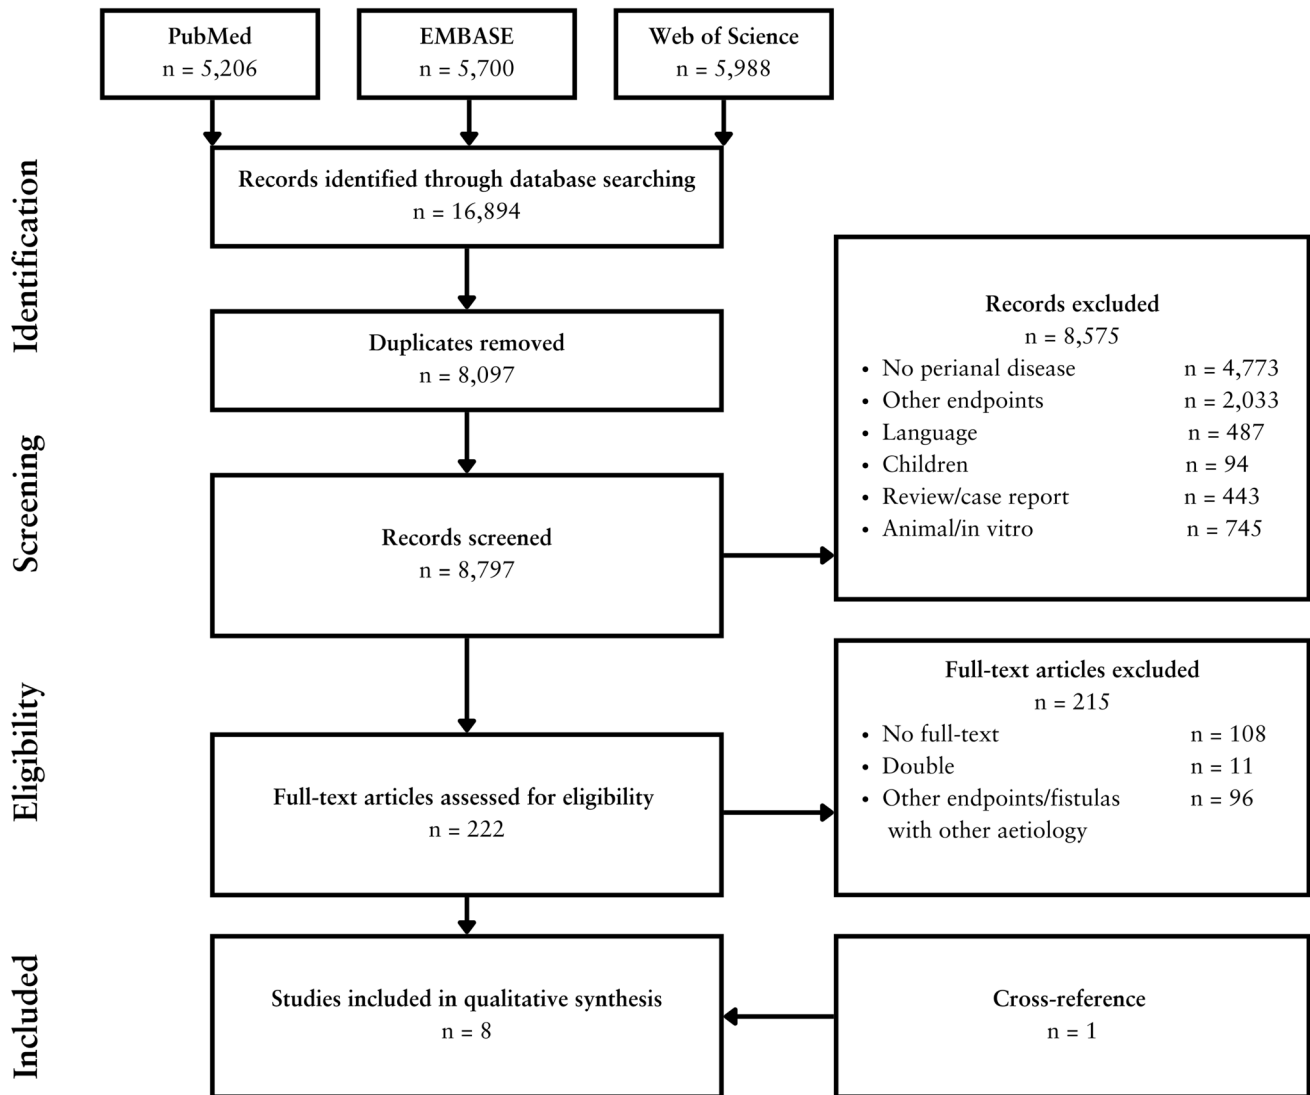 PubMed
n = 5,206
EMBASE
n = 5,700
Web of Science
n = 5,988
Identification
Records identified through database searching
n = 16,894
Duplicates removed
n = 8,097
Screening
Records screened
n = 8,797
Records excluded
n = 8,575
• No perianal disease n = 4,773
• Other endpoints n = 2,033
• Language n = 487
• Children n = 94
• Review/case report n = 443
• Animal/in vitro n = 745
Eligibility
Full-text articles assessed for eligibility
n = 222
Full-text articles excluded
n = 215
• No full-text n = 108
• Double n = 11
• Other endpoints/fistulas n = 96
with other aetiology
Included
Studies included in qualitative synthesis
n = 8
Cross-reference
n = 1